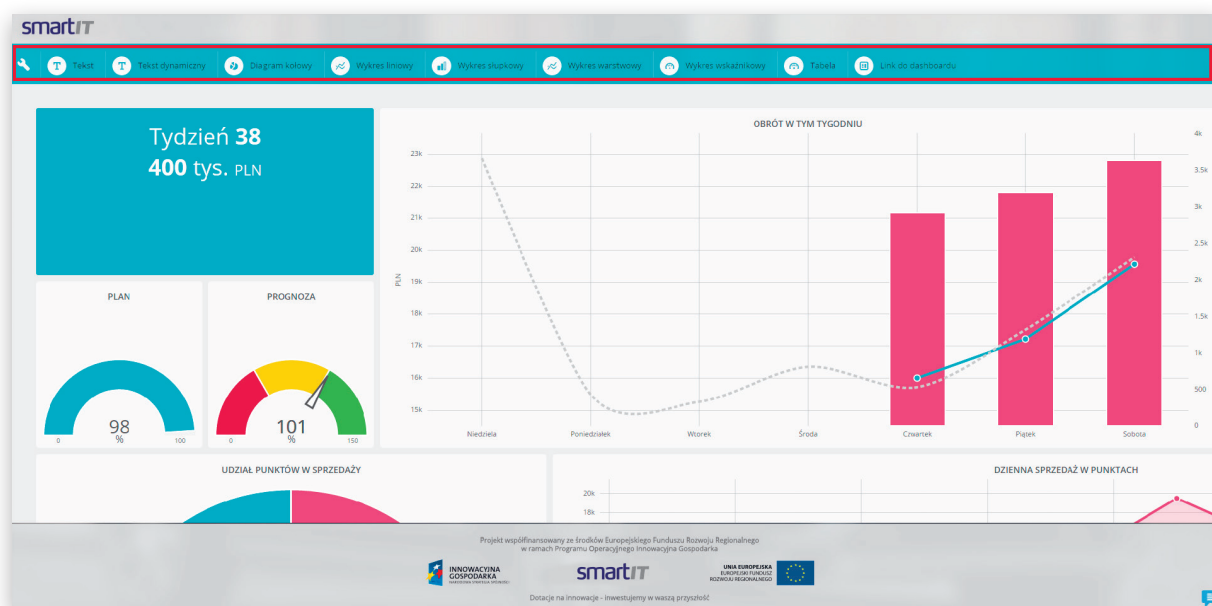 smartIT
Tekst
Tekst dynamiczny
Diagram kołowy
Wykres liniowy
Wykres słupkowy
Wykres warstwowy
Wykres wskaźnikowy
Tabela
Link do dashboardu
Tydzień 38
400 tys. PLN
PLAN
98
%
0
100
PROGNOZA
101
%
0
150
OBRÓT W TYM TYGODNIU
PLN
23k
22k
21k
20k
19k
18k
17k
16k
15k
4k
3.5k
3k
2.5k
2k
1.5k
1k
500
0
Niedziela
Poniedziałek
Wtorek
Środa
Czwartek
Piątek
Sobota
UDZIAŁ PUNKTÓW W SPRZEDAŻY
DZIENNA SPRZEDAŻ W PUNKTACH
20k
18k
Projekt współfinansowany ze środków Europejskiego Funduszu Rozwoju Regionalnego
w ramach Programu Operacyjnego Innowacyjna Gospodarka
INNOWACYJNA
GOSPODARKA
NARODOWA STRATEGIA SPÓJNOŚCI
smartIT
UNIA EUROPEJSKA
EUROPEJSKI FUNDUSZ
ROZWOJU REGIONALNEGO
Dotacje na innowacje - inwestujemy w waszą przyszłość